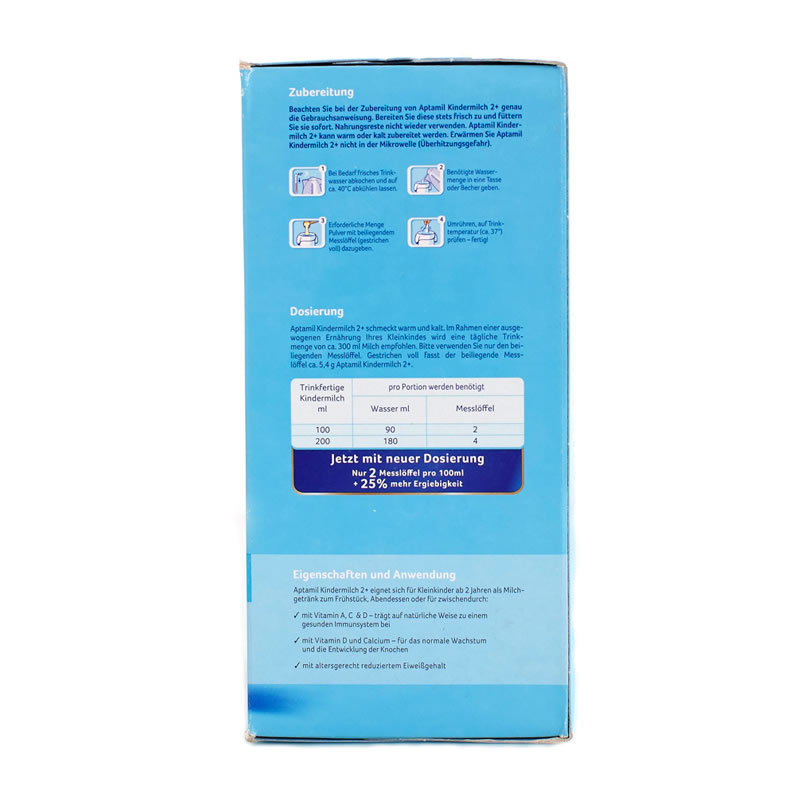 Zubereitung
Beachten Sie bei der Zubereitung von Aptamil Kindermilch 2+ genau
die Gebrauchsanweisung. Bereiten Sie diese stets frisch zu und füttern
Sie sie sofort. Nahrungsreste nicht wieder verwenden. Aptamil Kinder-
milch 2+ kann warm oder kalt zubereitet werden. Erwärmen Sie Aptamil
Kindermilch 2+ nicht in der Mikrowelle (Überhitzungsgefahr).
1
Bei Bedarf frisches Trink-
wasser abkochen und auf
ca. 40°C abkühlen lassen.
2
Benötigte Wasser-
menge in eine Tasse
oder Becher geben.
3
Erforderliche Menge
Pulver mit beiliegendem
Messlöffel (gestrichen
voll) dazugeben.
4
Umrühren, auf Trink-
temperatur (ca. 37°)
prüfen – fertig!
Dosierung
Aptamil Kindermilch 2+ schmeckt warm und kalt. Im Rahmen einer ausge-
wogenen Ernährung Ihres Kleinkindes wird eine tägliche Trink-
menge von ca. 300 ml Milch empfohlen. Bitte verwenden Sie nur den bei-
liegenden Messlöffel. Gestrichen voll fasst der beiliegende Mess-
löffel ca. 5,4 g Aptamil Kindermilch 2+.
Trinkfertige
Kindermilch
ml
pro Portion werden benötigt
Wasser ml Messlöffel
100 90 2
200 180 4
Jetzt mit neuer Dosierung
Nur 2 Messlöffel pro 100ml
+ 25% mehr Ergiebigkeit
Eigenschaften und Anwendung
Aptamil Kindermilch 2+ eignet sich für Kleinkinder ab 2 Jahren als Milch-
getränk zum Frühstück, Abendessen oder für zwischendurch:
✓ mit Vitamin A, C & D – trägt auf natürliche Weise zu einem
gesunden Immunsystem bei
✓ mit Vitamin D und Calcium – für das normale Wachstum
und die Entwicklung der Knochen
✓ mit altersgerecht reduziertem Eiweißgehalt